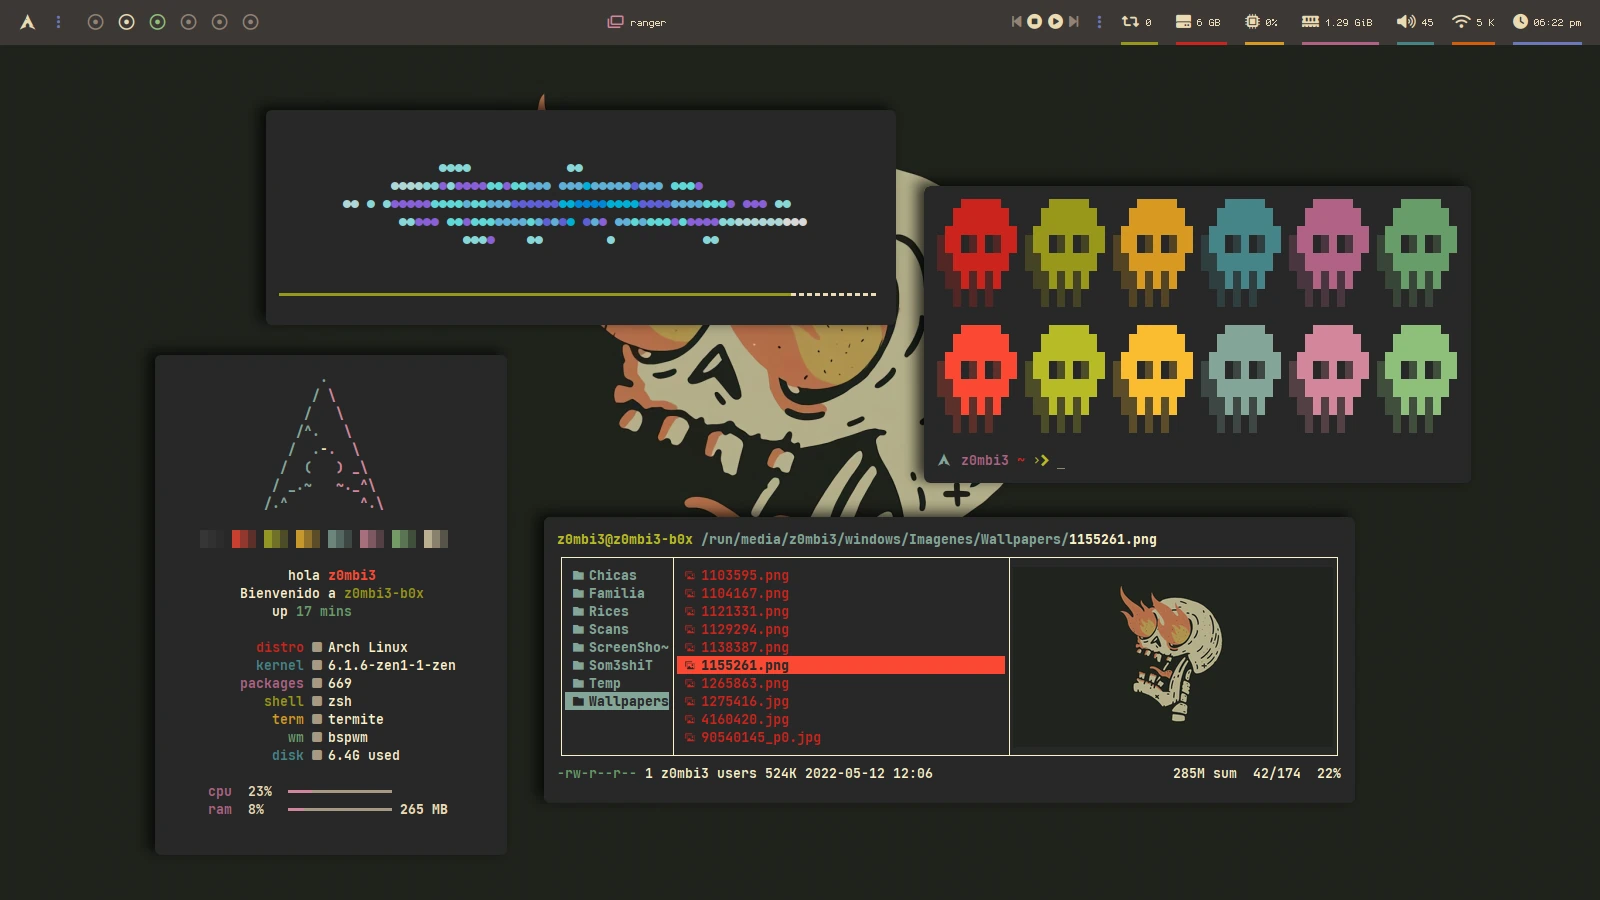 ranger
0
6 GB
0%
1.29 GiB
45
5 K
06:22 pm
z0mbi3 ~ _
hola z0mbi3
Bienvenido a z0mbi3-b0x
up 17 mins
distro Arch Linux
kernel 6.1.6-zen1-1-zen
packages 669
shell zsh
term termite
wm bspwm
disk 6.4G used
cpu 23%
ram 8% 265 MB
z0mbi3@z0mbi3-b0x /run/media/z0mbi3/windows/Imagenes/Wallpapers/1155261.png
Chicas
Familia
Rices
Scans
ScreenSho~
Som3shiT
Temp
Wallpapers
1103595.png
1104167.png
1121331.png
1129294.png
1138387.png
1155261.png
1265863.png
1275416.jpg
4160420.jpg
90540145_p0.jpg
-rw-r--r-- 1 z0mbi3 users 524K 2022-05-12 12:06 285M sum 42/174 22%